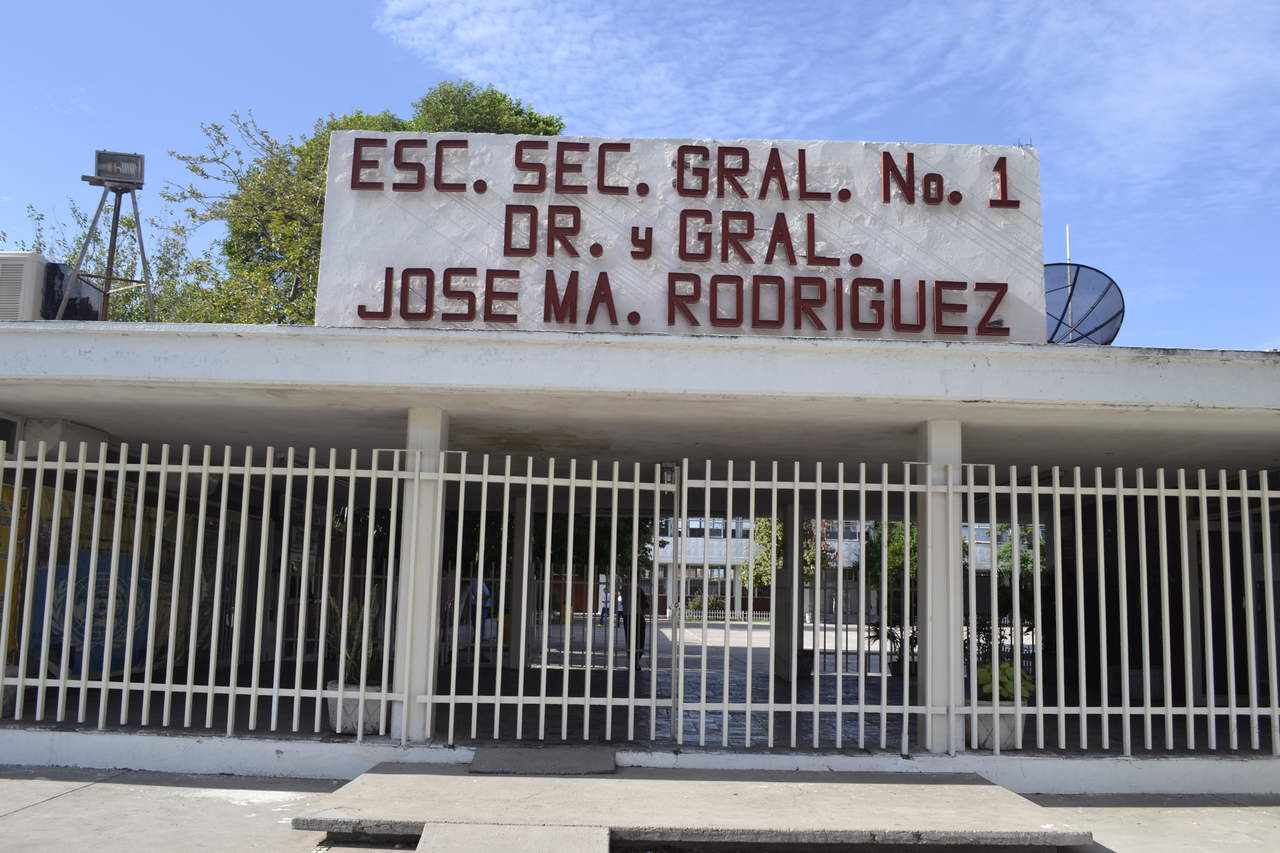 ESC. SEC. GRAL. No. 1
DR. y GRAL.
JOSE MA. RODRIGUEZ